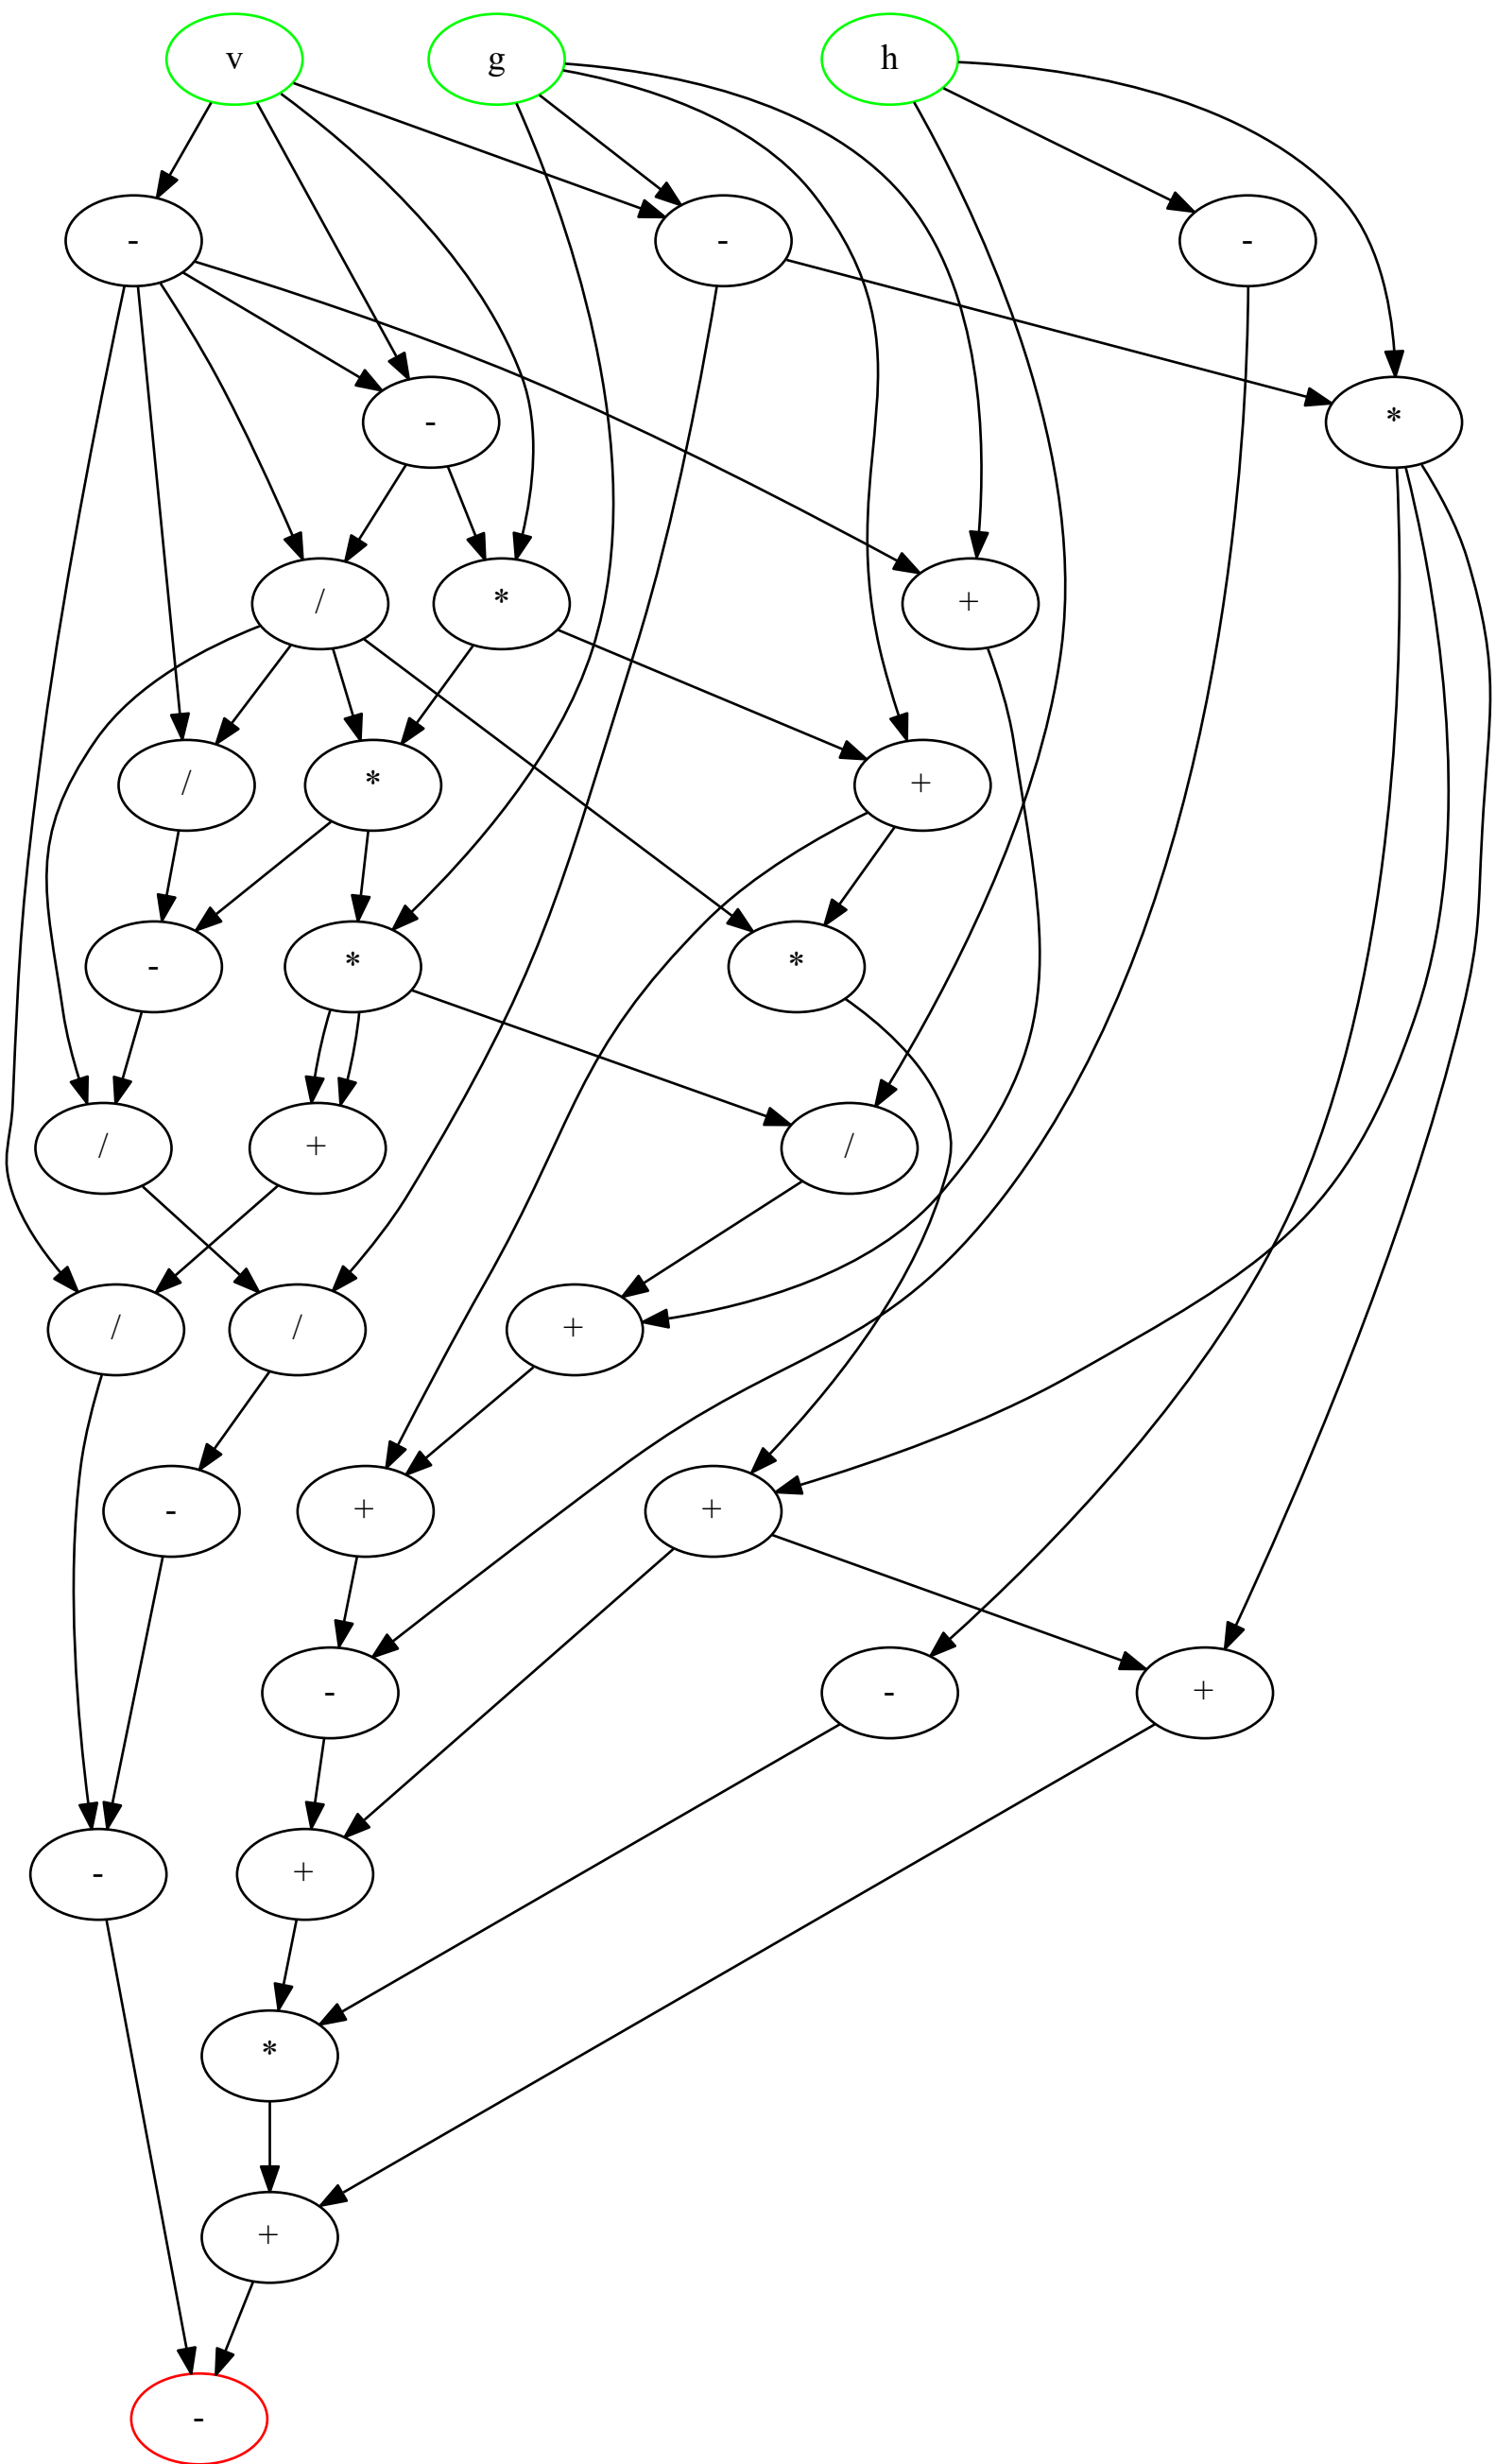 v g h
- - -
- *
/ * +
/ * +
- * *
/ + /
/ / +
- + +
- - +
- +
*
+
-